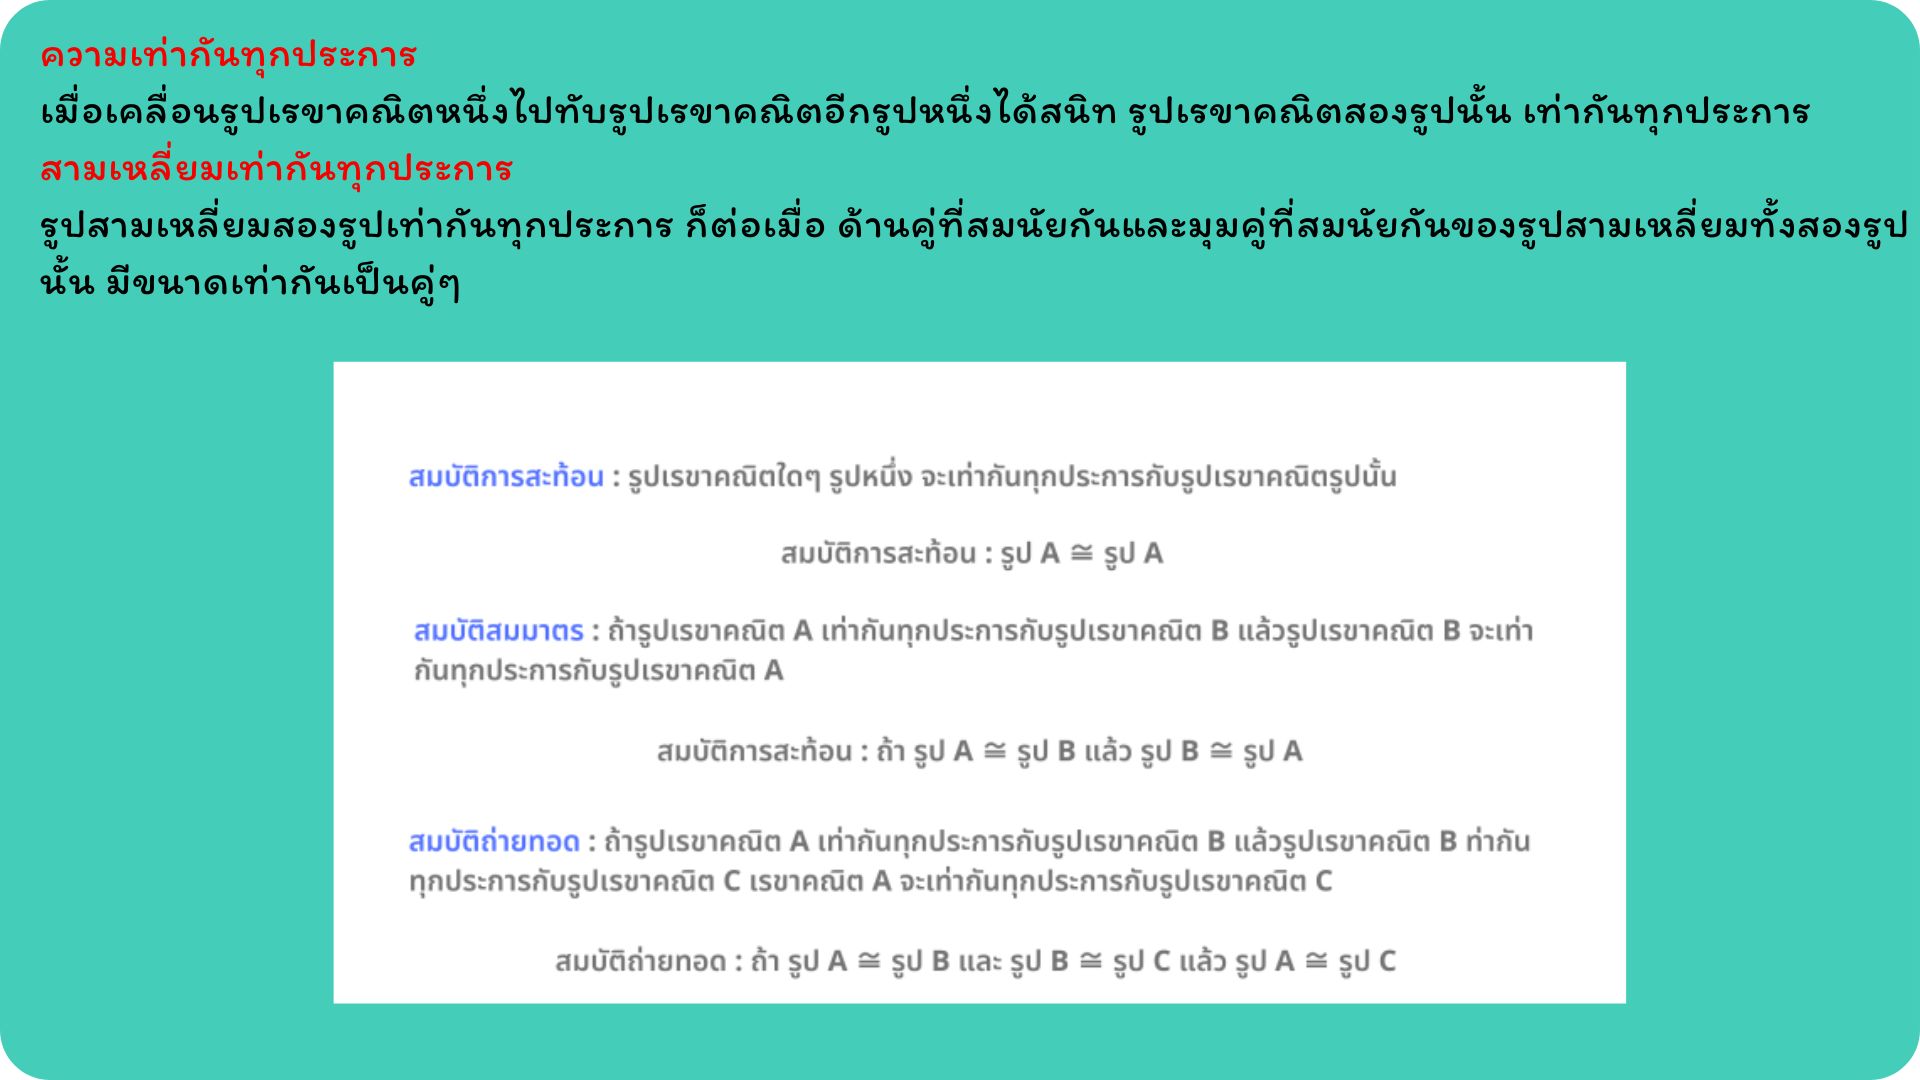 ความเท่ากันทุกประการ
เมื่อเคลื่อนรูปเรขาคณิตหนึ่งไปทับรูปเรขาคณิตอีกรูปหนึ่งได้สนิท รูปเรขาคณิตสองรูปนั้น เท่ากันทุกประการ
สามเหลี่ยมเท่ากันทุกประการ
รูปสามเหลี่ยมสองรูปเท่ากันทุกประการ ก็ต่อเมื่อ ด้านคู่ที่สมนัยกันและมุมคู่ที่สมนัยกันของรูปสามเหลี่ยมทั้งสองรูป
นั้น มีขนาดเท่ากันเป็นคู่ๆ
สมบัติการสะท้อน : รูปเรขาคณิตใดๆ รูปหนึ่ง จะเท่ากันทุกประการกับรูปเรขาคณิตรูปนั้น
สมบัติการสะท้อน : รูป A ≅ รูป A
สมบัติสมมาตร : ถ้ารูปเรขาคณิต A เท่ากันทุกประการกับรูปเรขาคณิต B แล้วรูปเรขาคณิต B จะเท่า
กันทุกประการกับรูปเรขาคณิต A
สมบัติการสะท้อน : ถ้า รูป A ≅ รูป B แล้ว รูป B ≅ รูป A
สมบัติถ่ายทอด : ถ้ารูปเรขาคณิต A เท่ากันทุกประการกับรูปเรขาคณิต B แล้วรูปเรขาคณิต B ท่ากัน
ทุกประการกับรูปเรขาคณิต C เรขาคณิต A จะเท่ากันทุกประการกับรูปเรขาคณิต C
สมบัติถ่ายทอด : ถ้า รูป A ≅ รูป B และ รูป B ≅ รูป C แล้ว รูป A ≅ รูป C